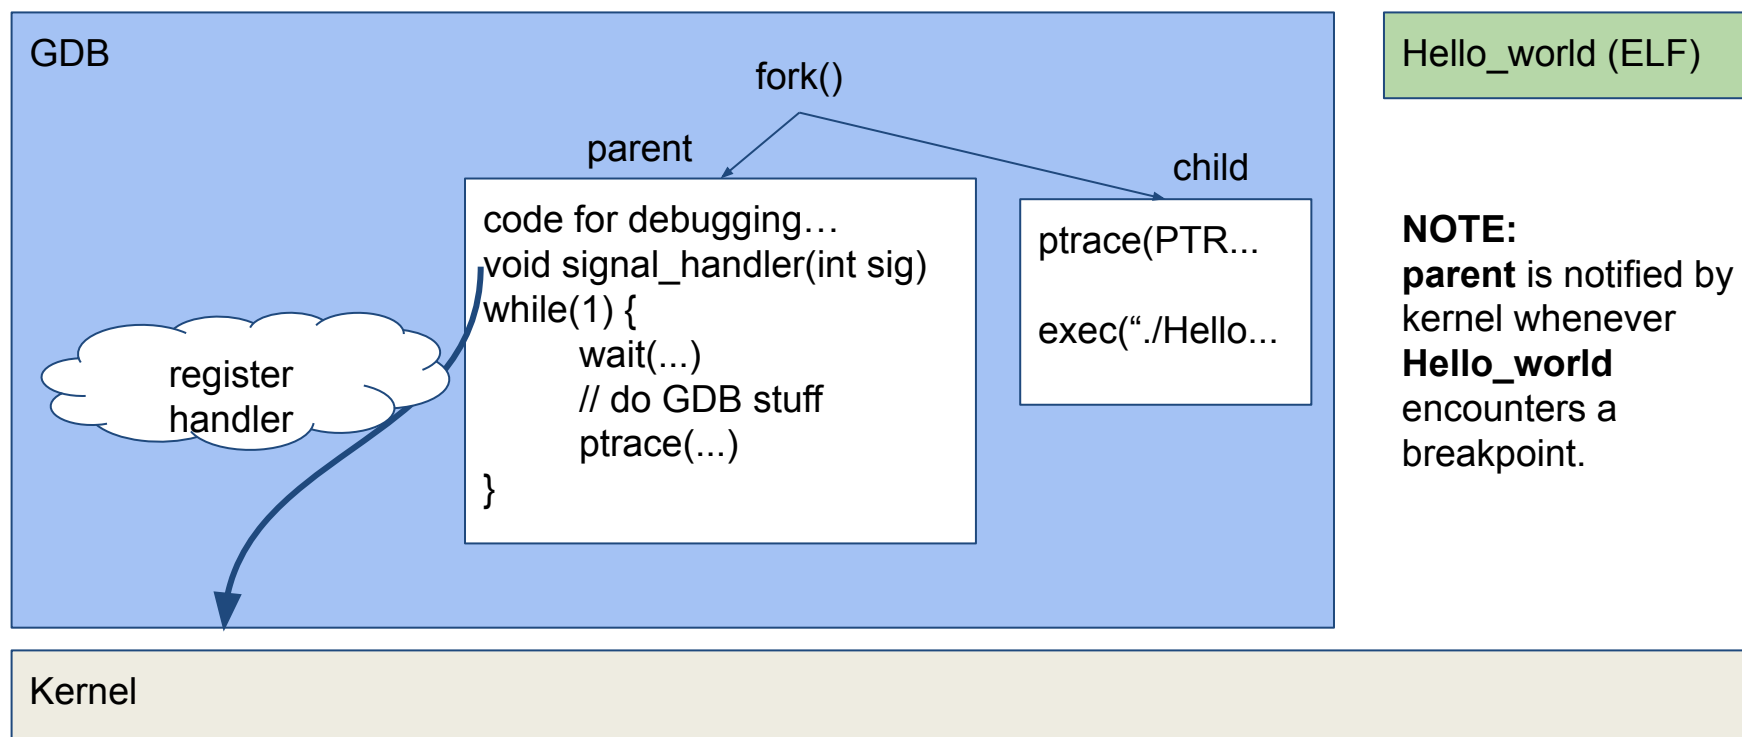 GDB
fork()
Hello_world (ELF)
parent
child
code for debugging…
void signal_handler(int sig)
while(1) {
wait(...)
// do GDB stuff
ptrace(...)
}
ptrace(PTR...
exec(“./Hello...
register
handler
NOTE:
parent is notified by
kernel whenever
Hello_world
encounters a
breakpoint.
Kernel